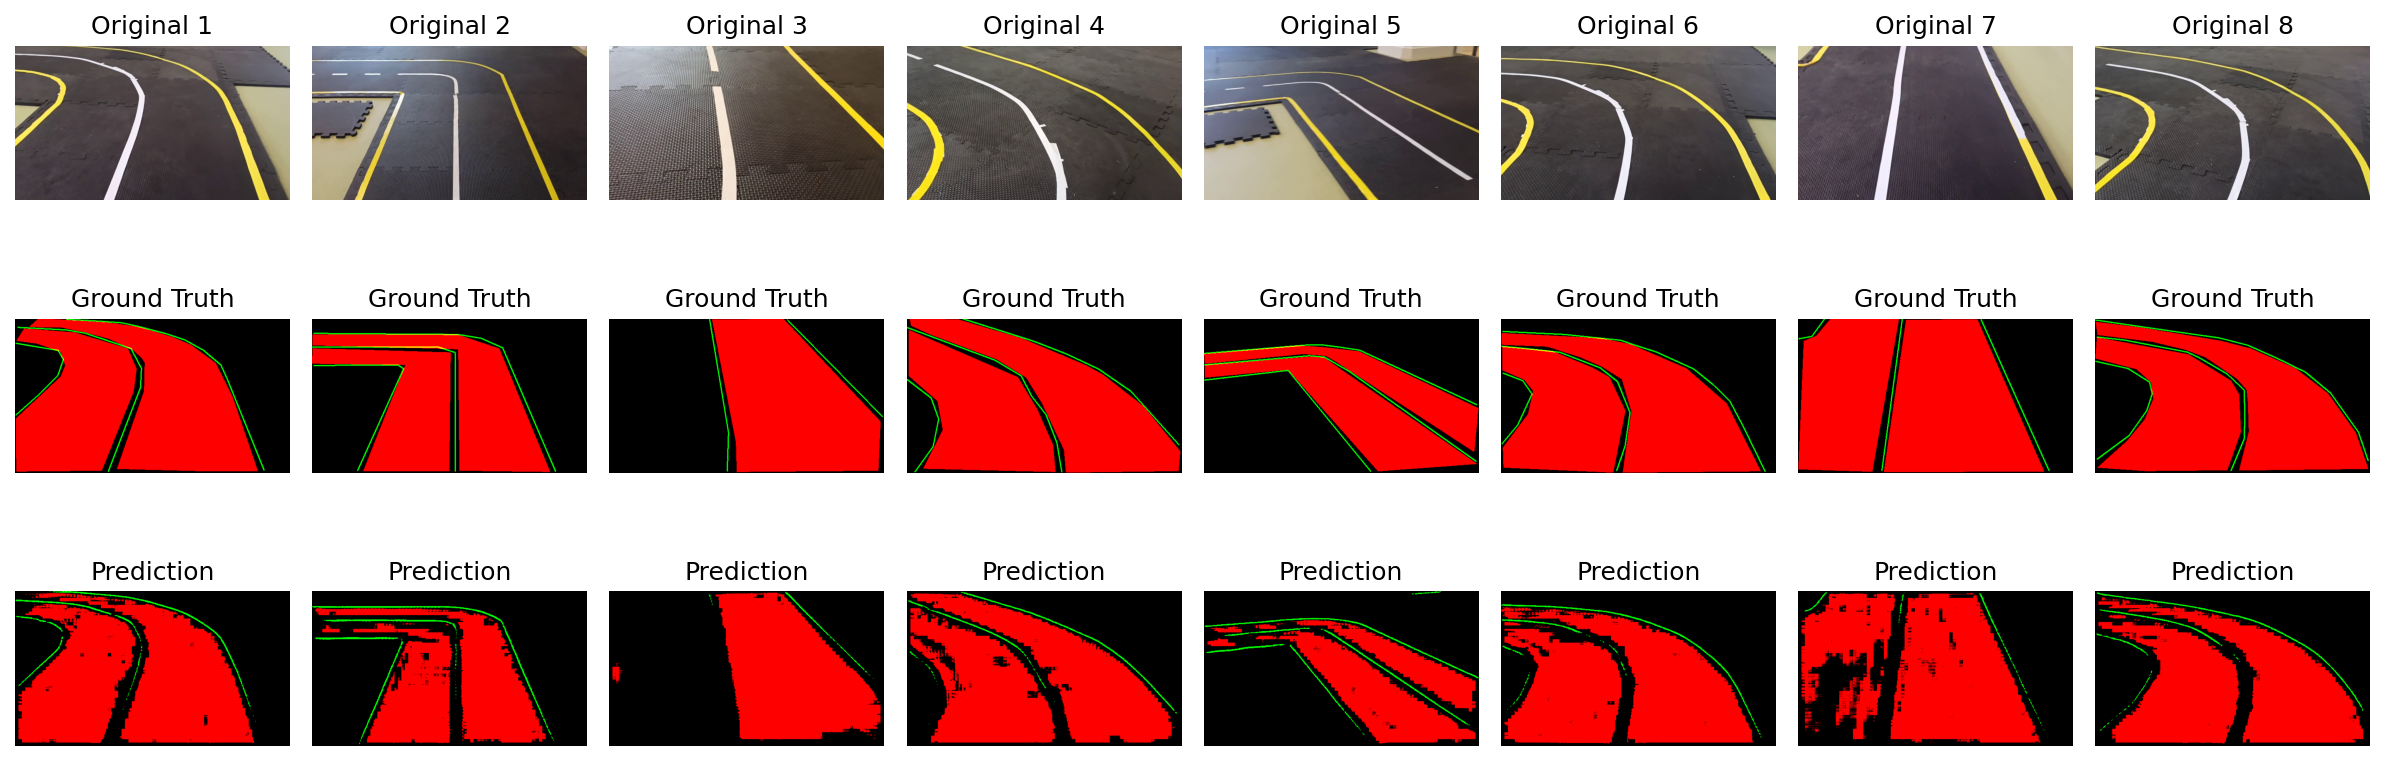 Original 1
Original 2
Original 3
Original 4
Original 5
Original 6
Original 7
Original 8
Ground Truth
Ground Truth
Ground Truth
Ground Truth
Ground Truth
Ground Truth
Ground Truth
Ground Truth
Prediction
Prediction
Prediction
Prediction
Prediction
Prediction
Prediction
Prediction